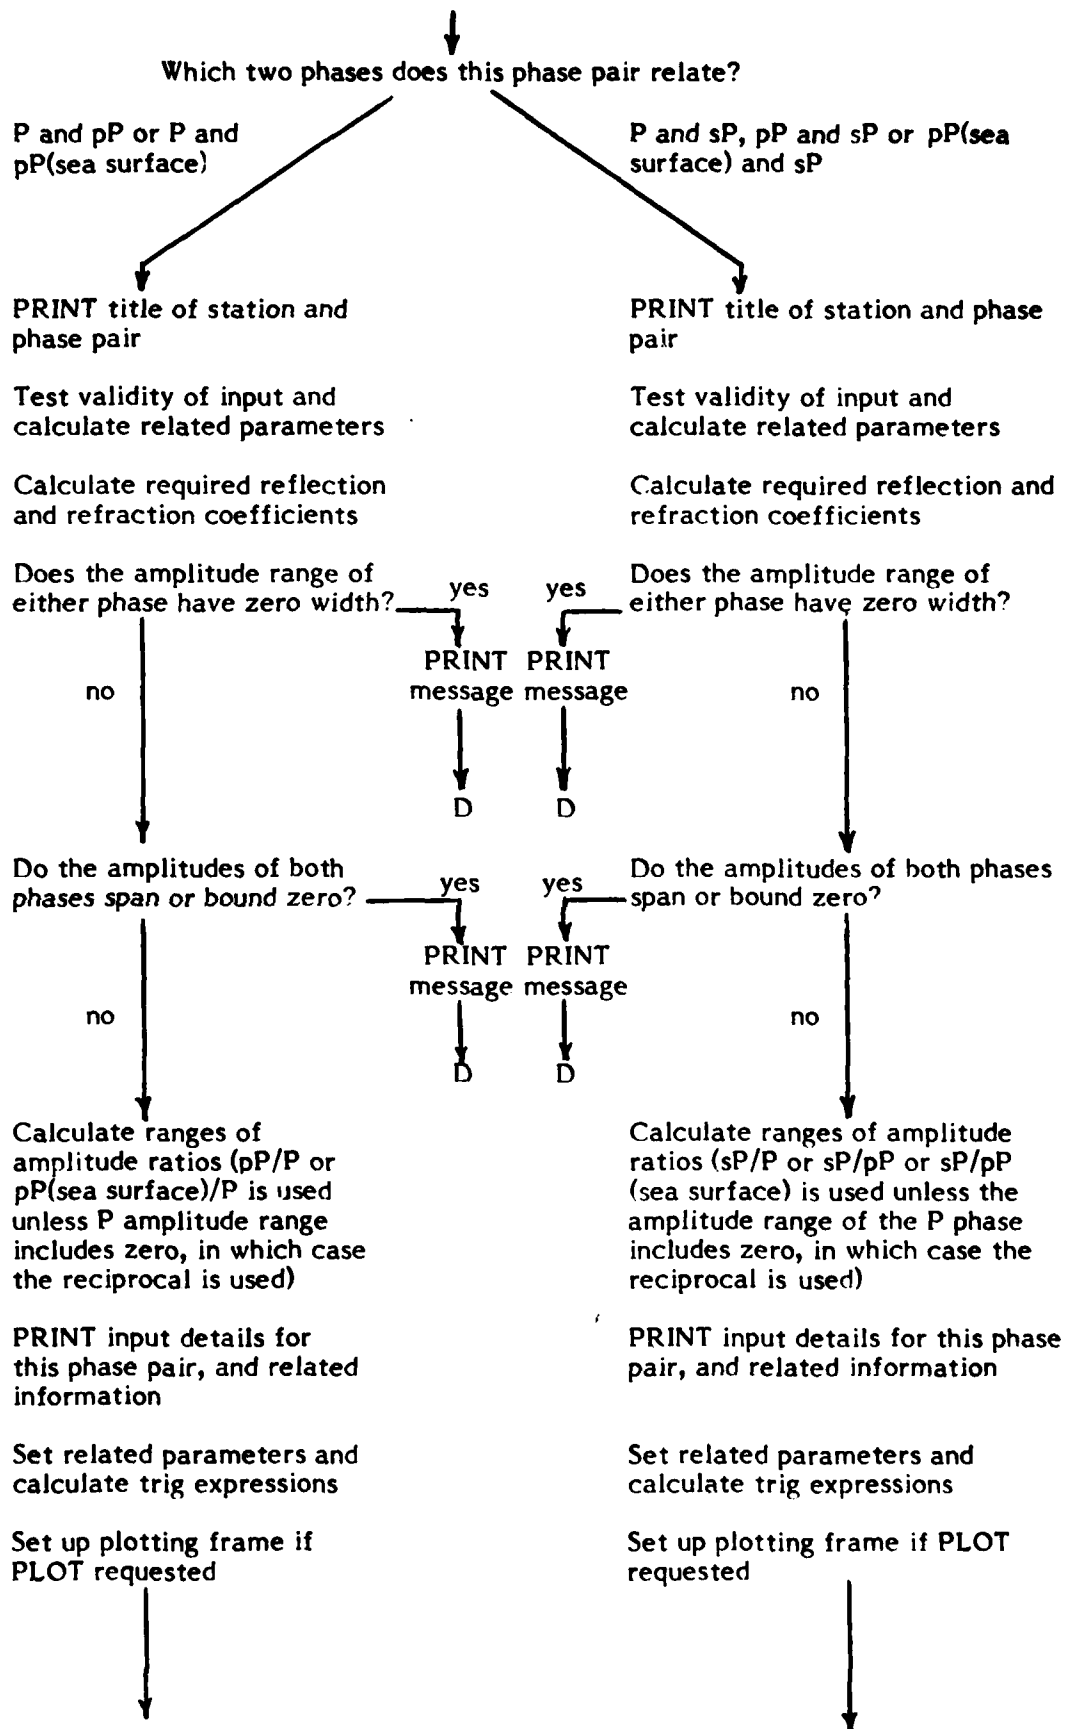 Which two phases does this phase pair relate?
P and pP or P and
pP(sea surface)
P and sP, pP and sP or pP(sea
surface) and sP
PRINT title of station and
phase pair
Test validity of input and
calculate related parameters
Calculate required reflection
and refraction coefficients
Does the amplitude range of
either phase have zero width?
yes
PRINT
message
D
no
Do the amplitudes of both
phases span or bound zero?
yes
PRINT
message
D
no
Calculate ranges of
amplitude ratios (pP/P or
pP(sea surface)/P is used
unless P amplitude range
includes zero, in which case
the reciprocal is used)
PRINT input details for
this phase pair, and related
information
Set related parameters and
calculate trig expressions
Set up plotting frame if
PLOT requested
PRINT title of station and phase
pair
Test validity of input and
calculate related parameters
Calculate required reflection and
refraction coefficients
Does the amplitude range of
either phase have zero width?
yes
PRINT
message
D
no
Do the amplitudes of both phases
span or bound zero?
yes
PRINT
message
D
no
Calculate ranges of amplitude
ratios (sP/P or sP/pP or sP/pP
(sea surface) is used unless the
amplitude range of the P phase
includes zero, in which case the
reciprocal is used)
PRINT input details for this phase
pair, and related information
Set related parameters and
calculate trig expressions
Set up plotting frame if PLOT
requested